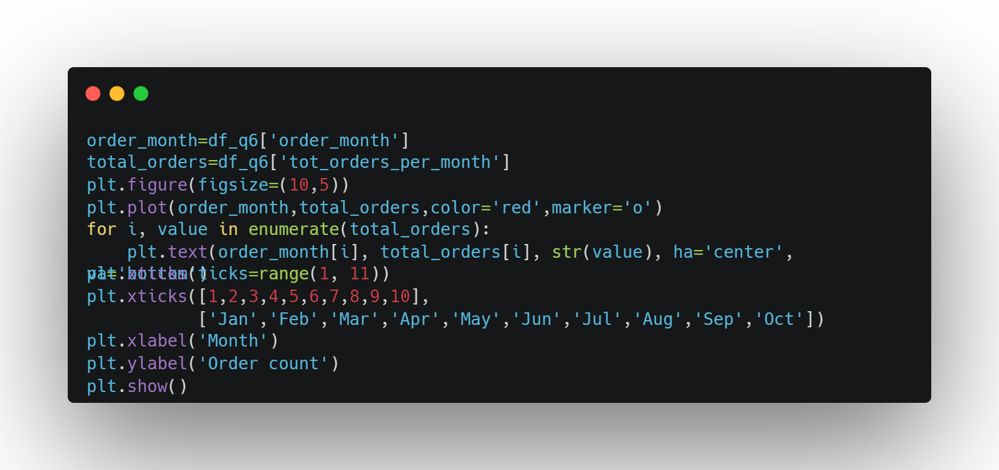 order_month=df_q6['order_month']
total_orders=df_q6['tot_orders_per_month']
plt.figure(figsize=(10,5))
plt.plot(order_month,total_orders,color='red',marker='o')
for i, value in enumerate(total_orders):
    plt.text(order_month[i], total_orders[i], str(value), ha='center',
va='bottom')
plt.xticks(ticks=range(1, 11))
plt.xticks([1,2,3,4,5,6,7,8,9,10],
           ['Jan','Feb','Mar','Apr','May','Jun','Jul','Aug','Sep','Oct'])
plt.xlabel('Month')
plt.ylabel('Order count')
plt.show()